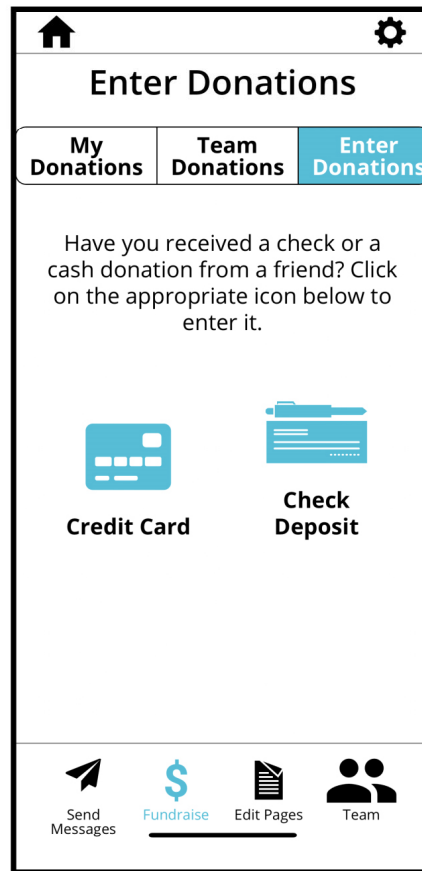 Enter Donations
My
Donations
Team
Donations
Enter
Donations
Have you received a check or a
cash donation from a friend? Click
on the appropriate icon below to
enter it.
Credit Card
Check
Deposit
$
Send
Messages
Fundraise
Edit Pages
Team